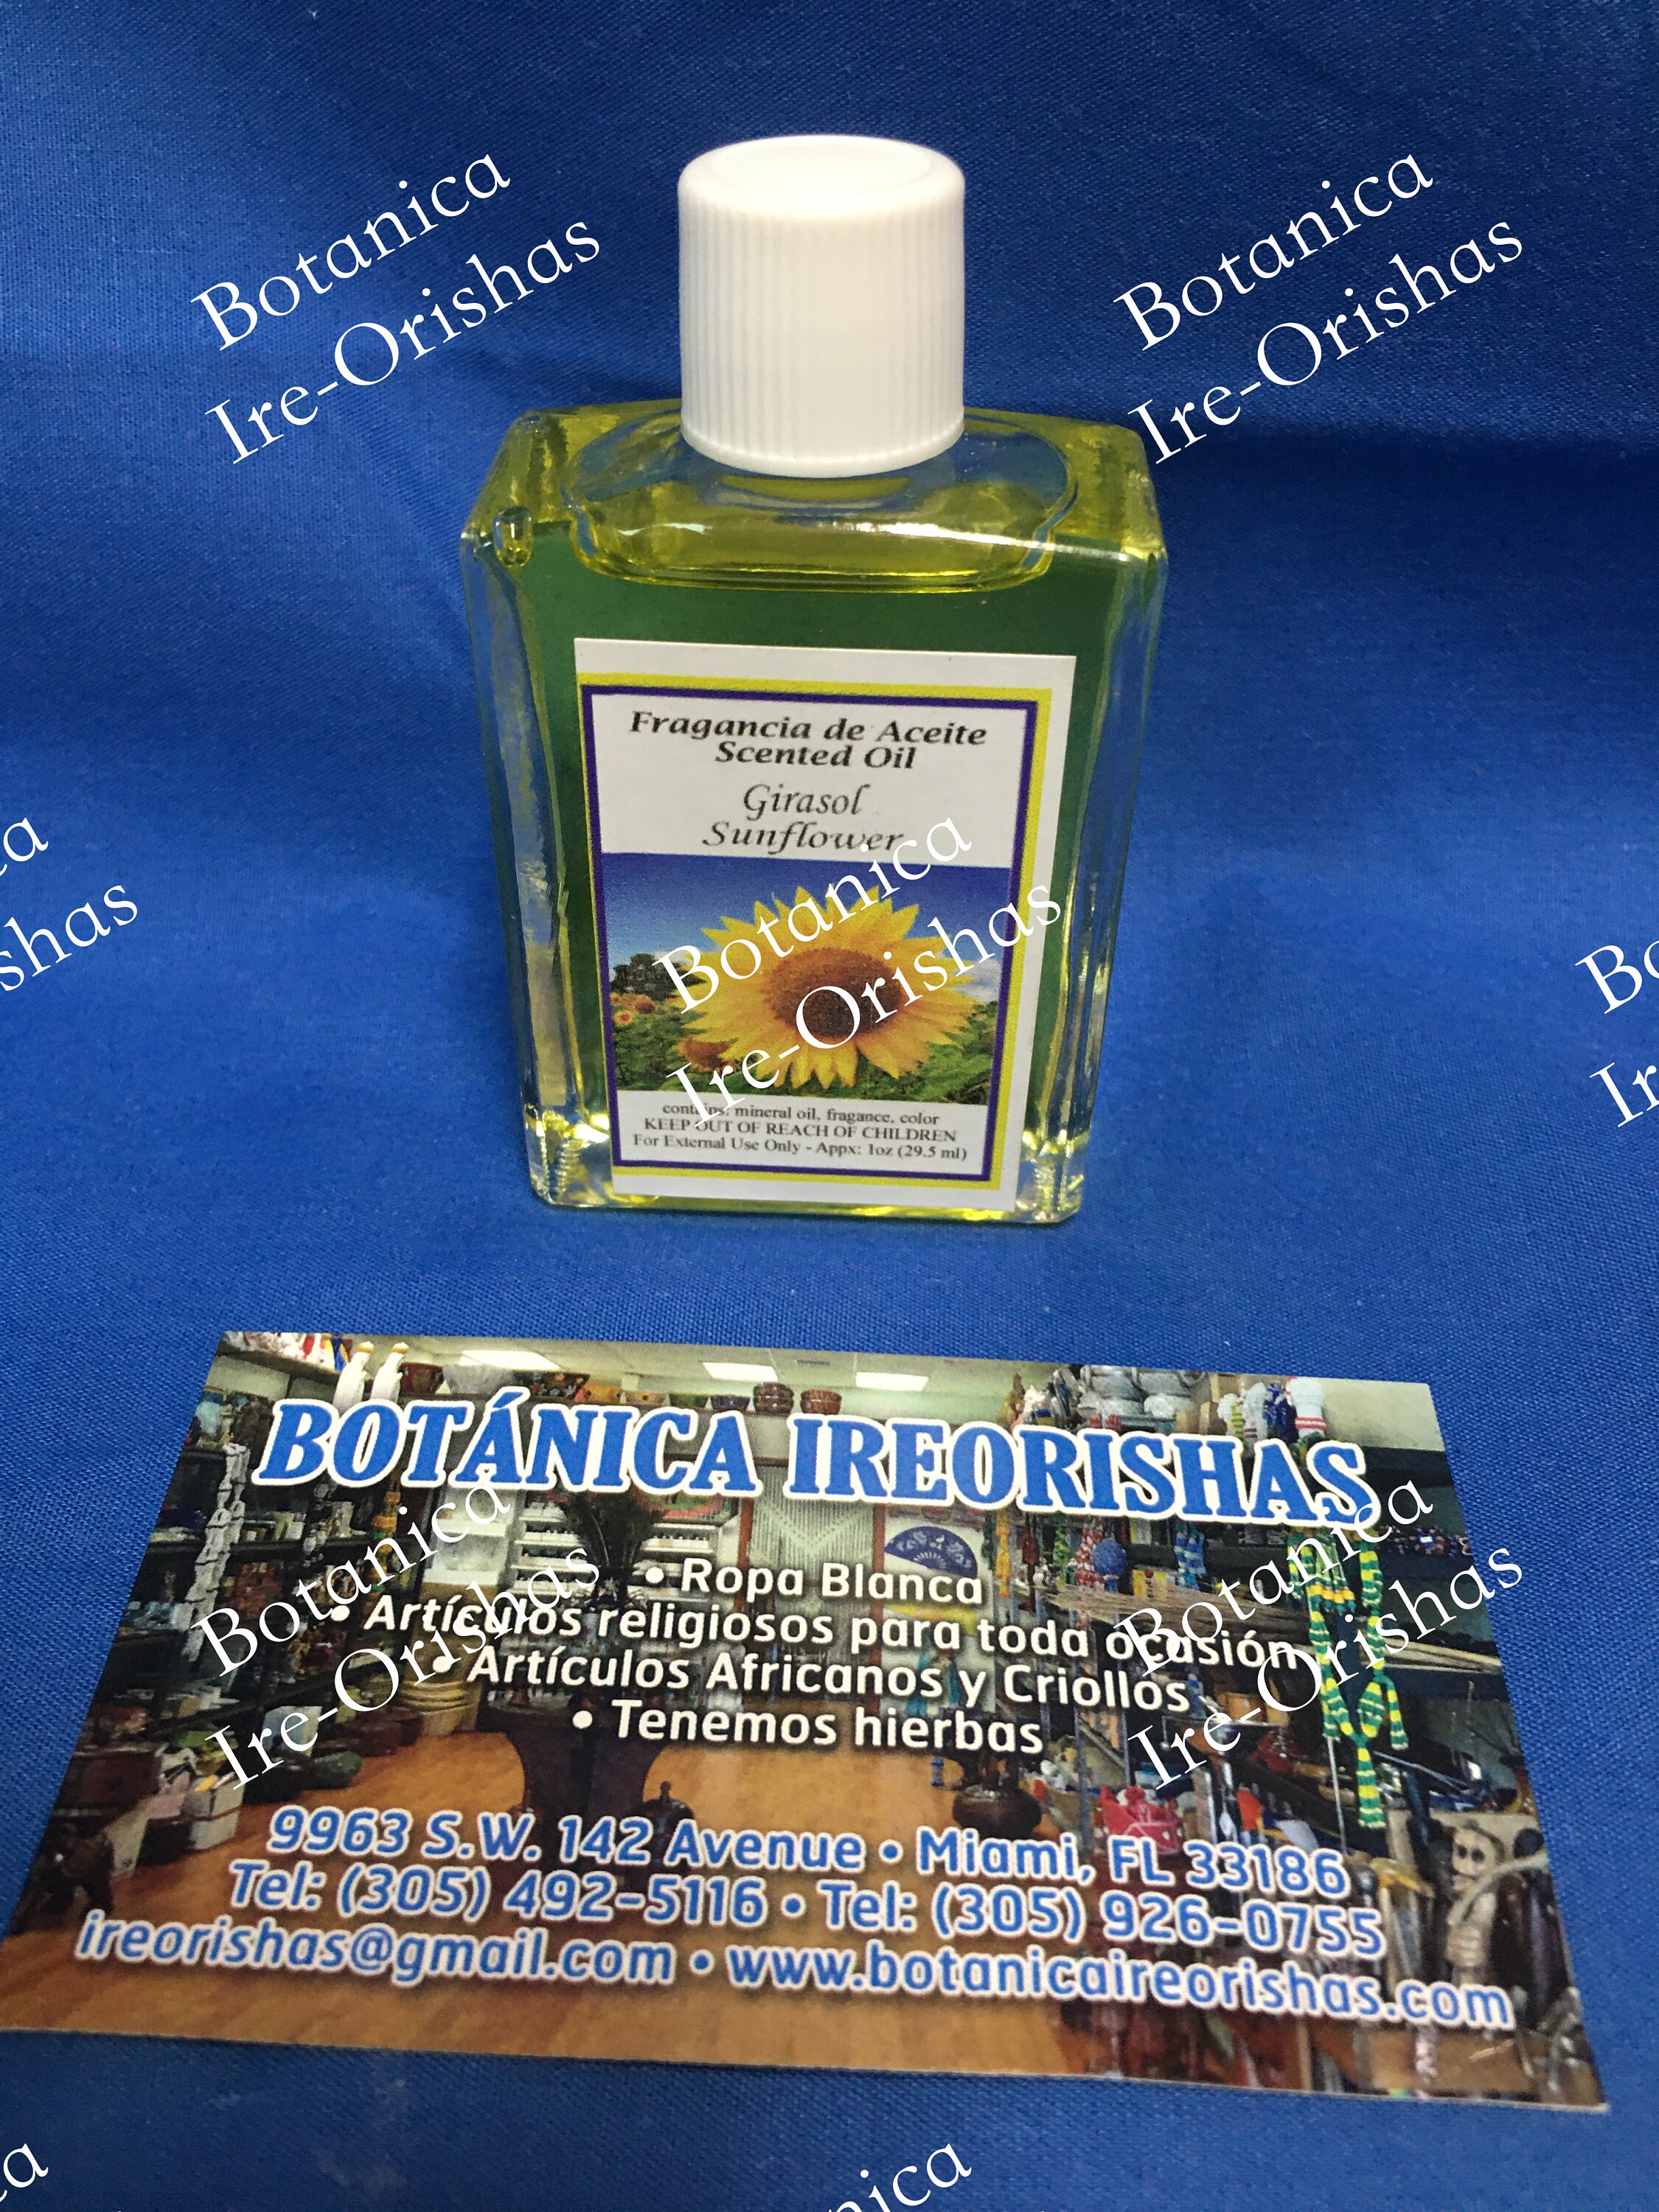 Botanica
Ire-Orishas
Botanica
Ire-Orishas
Fragancia de Aceite
Scented Oil
Girasol
Sunflower
Botanica
Ire-Orishas
shas
contains: mineral oil, fragance, color
KEEP OUT OF REACH OF CHILDREN
For External Use Only - Appx: 1oz (29.5 ml)
BOTÁNICA IREORISHAS
Botanica
Ire-Orishas
Botanica
Ire-Orishas
• Ropa Blanca
• Artículos religiosos para toda ocasión
• Artículos Africanos y Criollos
• Tenemos hierbas
9963 S.W. 142 Avenue • Miami, FL 33186
Tel: (305) 492-5116 • Tel: (305) 926-0755
ireorishas@gmail.com • www.botanicaireorishas.com
nica